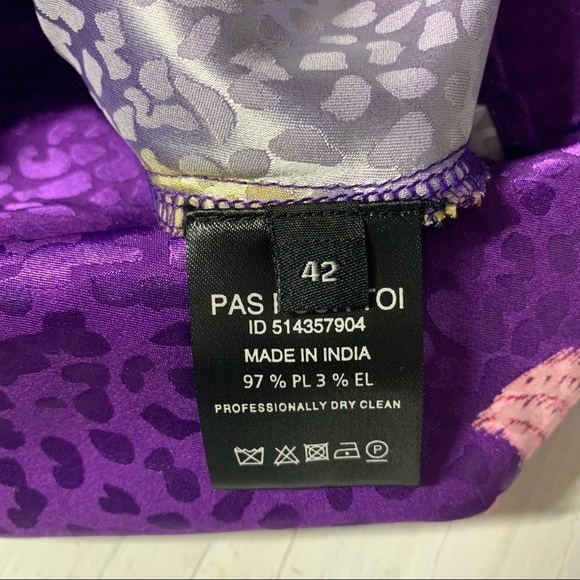 42
PAS TOI
ID 514357904
MADE IN INDIA
97 % PL 3 % EL
PROFESSIONALLY DRY CLEAN
P